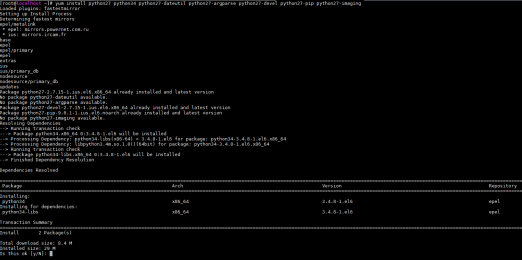 [root@localhost ~]# yum install python27 python34 python27-dateutil python27-argparse python27-devel python27-pip python27-imaging
Loaded plugins: fastestmirror
Setting up Install Process
Determining fastest mirrors
epel/metalink
* epel: mirrors.powernet.com.ru
* ius: mirrors.ircam.fr
base
epel
epel/primary
epel
extras
ius
ius/primary_db
nodesource
nodesource/primary_db
updates
Package python27-2.7.15-1.ius.el6.x86_64 already installed and latest version
No package python27-dateutil available.
No package python27-argparse available.
Package python27-devel-2.7.15-1.ius.el6.x86_64 already installed and latest version
Package python27-pip-9.0.1-1.ius.el6.noarch already installed and latest version
No package python27-imaging available.
Resolving Dependencies
--> Running transaction check
---> Package python34.x86_64 0:3.4.8-1.el6 will be installed
--> Processing Dependency: python34-libs(x86-64) = 3.4.8-1.el6 for package: python34-3.4.8-1.el6.x86_64
--> Processing Dependency: libpython3.4m.so.1.0()(64bit) for package: python34-3.4.8-1.el6.x86_64
--> Running transaction check
---> Package python34-libs.x86_64 0:3.4.8-1.el6 will be installed
--> Finished Dependency Resolution
Dependencies Resolved
Package Arch Version Repository
Installing:
python34 x86_64 3.4.8-1.el6 epel
Installing for dependencies:
python34-libs x86_64 3.4.8-1.el6 epel
Transaction Summary
Install 2 Package(s)
Total download size: 8.4 M
Installed size: 29 M
Is this ok [y/N]: